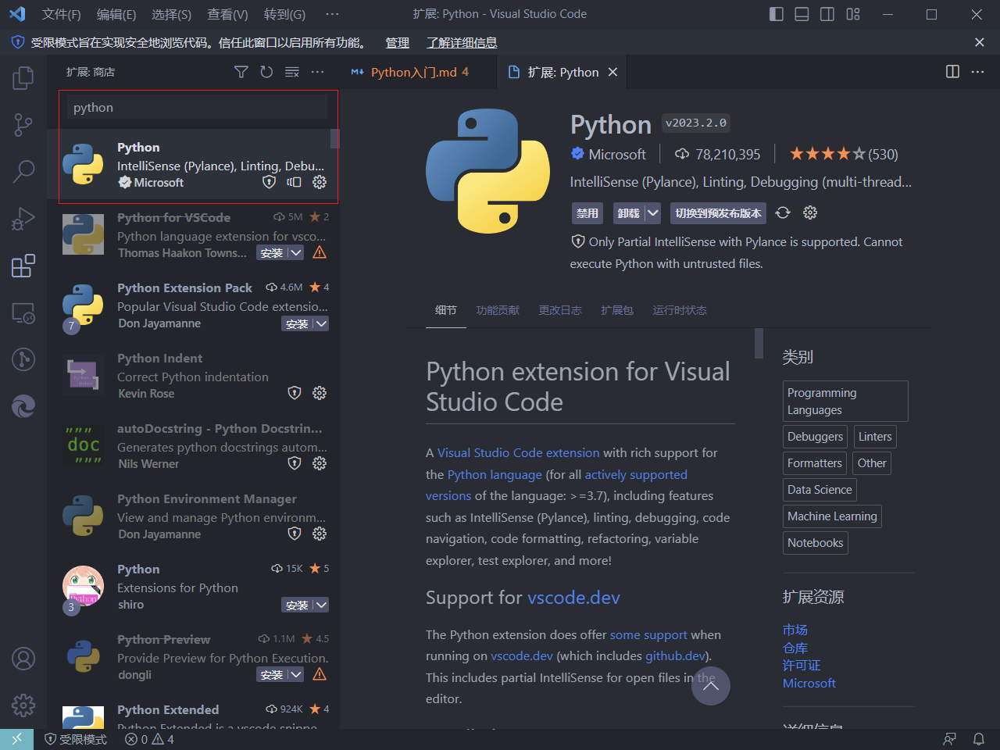 文件(F) 编辑(E) 选择(S) 查看(V) 转到(G) ··· 扩展: Python - Visual Studio Code
受限模式旨在实现安全地浏览代码。信任此窗口以启用所有功能。 管理 了解详细信息
扩展: 商店
Python入门.md 4
扩展: Python
python
Python
IntelliSense (Pylance), Linting, Debu...
Microsoft
Python for VSCode 5M 2
Python language extension for vsco...
Thomas Haakon Towns... 安装
Python Extension Pack 4.6M 4
Popular Visual Studio Code extensio...
Don Jayamanne 安装
7
Python Indent
Correct Python indentation
Kevin Rose
autoDocstring - Python Docstrin...
Generates python docstrings autom...
Nils Werner
"""
doc
"""
Python Environment Manager
View and manage Python environm...
Don Jayamanne
Python 15K 5
Extensions for Python
shiro 安装
Python
3
Python Preview 1.1M 4.5
Provide Preview for Python Execution.
dongli 安装
Python Extended 924K 4
Python Extended is a vscode snippe
Python v2023.2.0
Microsoft 78,210,395 (530)
IntelliSense (Pylance), Linting, Debugging (multi-thread...
禁用 卸载 切换到预发布版本
Only Partial IntelliSense with Pylance is supported. Cannot
execute Python with untrusted files.
细节 功能贡献 更改日志 扩展包 运行时状态
Python extension for Visual
Studio Code
A Visual Studio Code extension with rich support for
the Python language (for all actively supported
versions of the language: >=3.7), including features
such as IntelliSense (Pylance), linting, debugging, code
navigation, code formatting, refactoring, variable
explorer, test explorer, and more!
Support for vscode.dev
The Python extension does offer some support when
running on vscode.dev (which includes github.dev).
This includes partial IntelliSense for open files in the
editor.
类别
Programming
Languages
Debuggers Linters
Formatters Other
Data Science
Machine Learning
Notebooks
扩展资源
市场
仓库
许可证
Microsoft
详细信息
受限模式 0 4